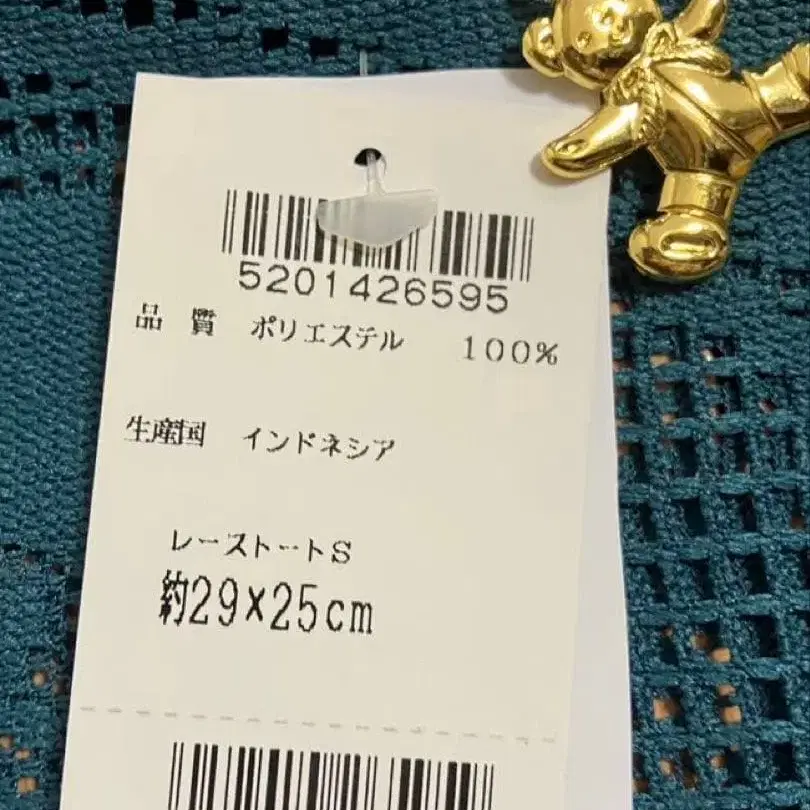 5201426595
品質 ポリエステル 100%
生産国 インドネシア
レーストートS
約29×25cm